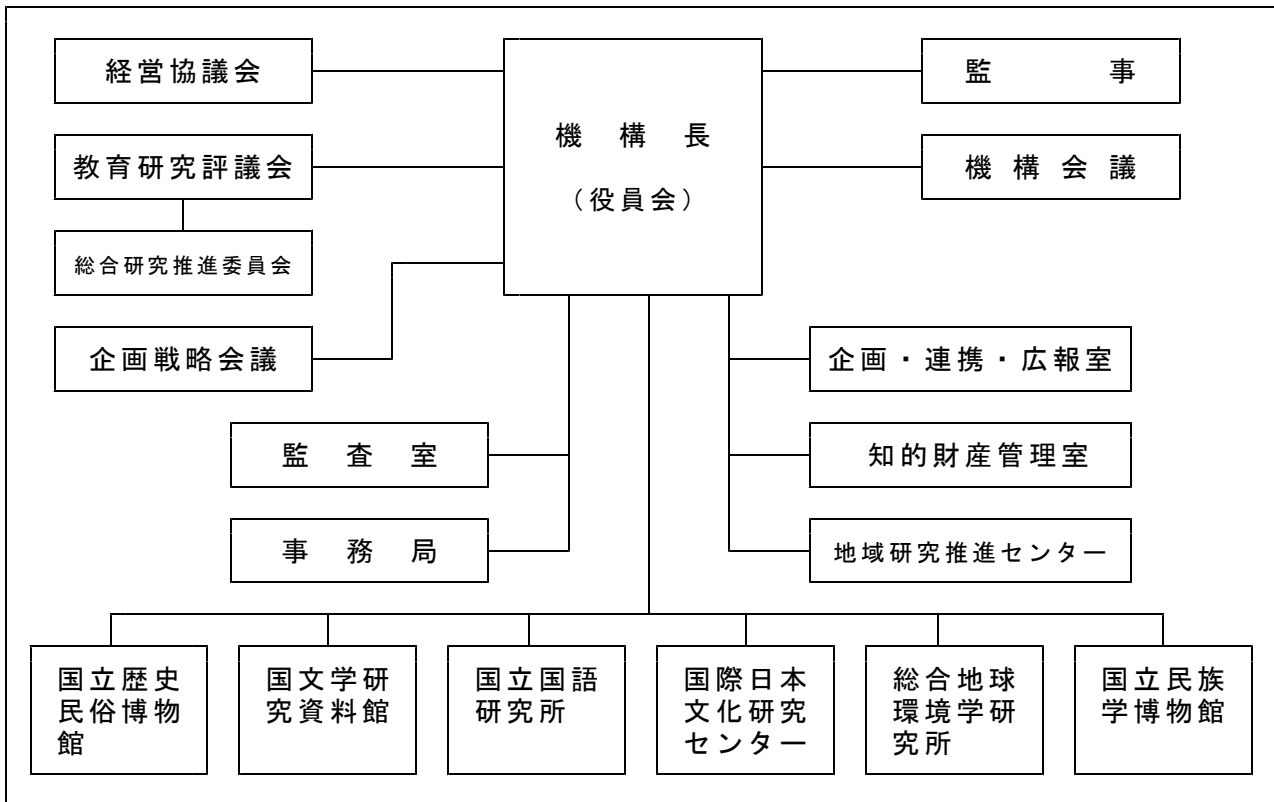 経営協議会
機構長
（役員会）
監事
教育研究評議会
機構会議
総合研究推進委員会
企画戦略会議
企画・連携・広報室
監査室
知的財産管理室
事務局
地域研究推進センター
国立歴史
民俗博物
館
国文学研
究資料館
国立国語
研究所
国際日本
文化研究
センター
総合地球
環境学研
究所
国立民族
学博物館